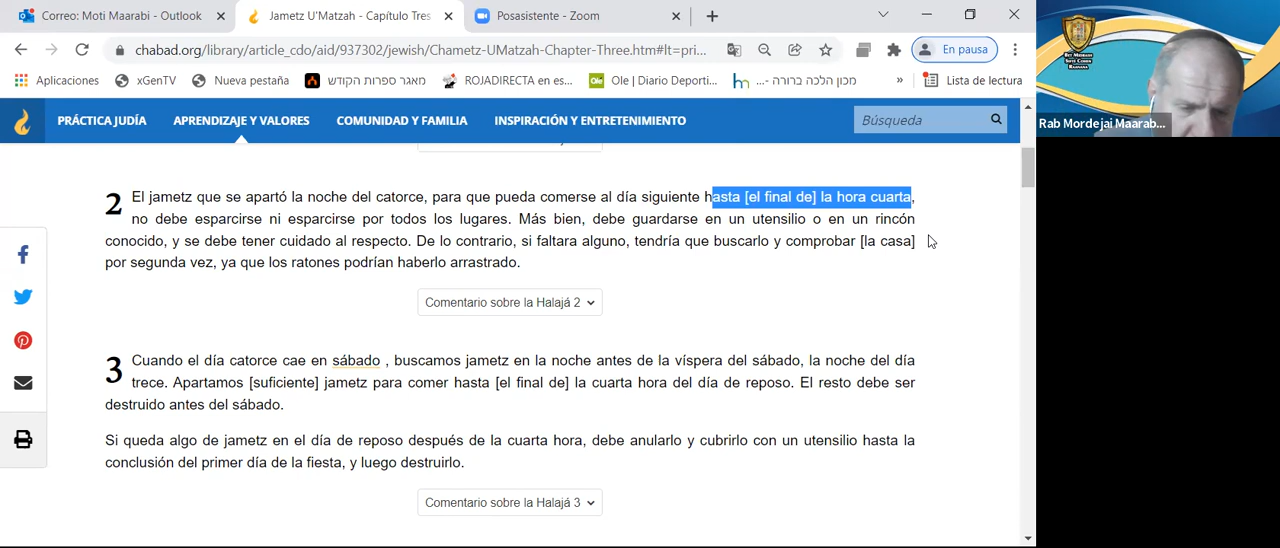 Correo: Moti Maarabi - Outlook
Jametz U'Matzah - Capítulo Tres
Posasistente - Zoom
chabad.org/library/article_cdo/aid/937302/jewish/Chametz-UMatzah-Chapter-Three.htm#lt=pri...
En pausa
Aplicaciones
xGenTV
Nueva pestaña
מאגר ספרות הקודש
ROJADIRECTA en es...
Ole | Diario Deporti...
מכון הלכה ברורה -...
»
Lista de lectura
PRÁCTICA JUDÍA
APRENDIZAJE Y VALORES
COMUNIDAD Y FAMILIA
INSPIRACIÓN Y ENTRETENIMIENTO
Búsqueda
Rab Mordejai Maarab...
2
El jametz que se apartó la noche del catorce, para que pueda comerse al día siguiente hasta [el final de] la hora cuarta,
no debe esparcirse ni esparcirse por todos los lugares. Más bien, debe guardarse en un utensilio o en un rincón
conocido, y se debe tener cuidado al respecto. De lo contrario, si faltara alguno, tendría que buscarlo y comprobar [la casa]
por segunda vez, ya que los ratones podrían haberlo arrastrado.
Comentario sobre la Halajá 2
3
Cuando el día catorce cae en sábado , buscamos jametz en la noche antes de la víspera del sábado, la noche del día
trece. Apartamos [suficiente] jametz para comer hasta [el final de] la cuarta hora del día de reposo. El resto debe ser
destruido antes del sábado.
Si queda algo de jametz en el día de reposo después de la cuarta hora, debe anularlo y cubrirlo con un utensilio hasta la
conclusión del primer día de la fiesta, y luego destruirlo.
Comentario sobre la Halajá 3